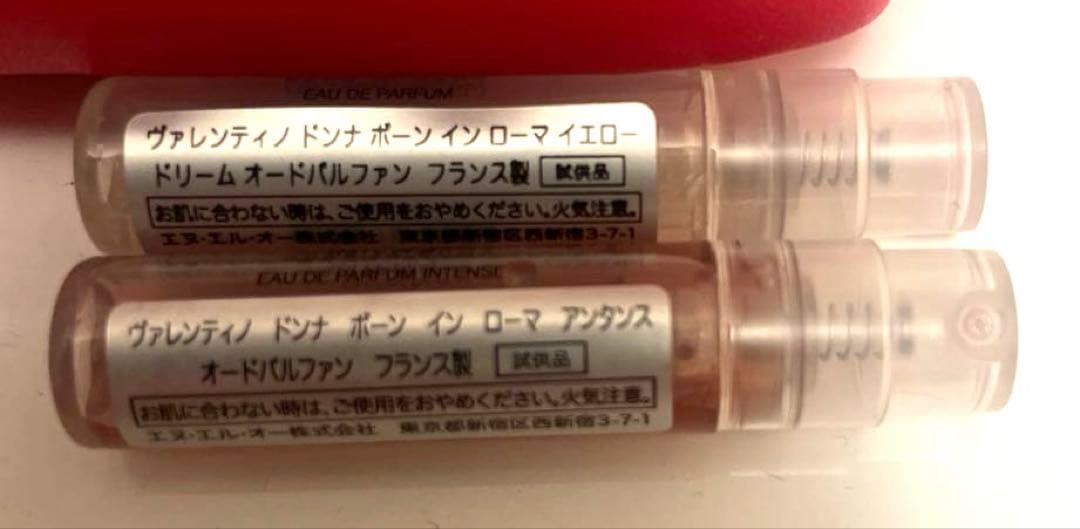 EAU DE PARFUM
ヴァレンティノ ドンナ ボーン イン ローマ イエロー
ドリーム オードパルファン フランス製 試供品
お肌に合わない時は、ご使用をおやめください。火気注意。
エヌ・エル・オー株式会社 東京都新宿区西新宿3-7-1
EAU DE PARFUM INTENSE
ヴァレンティノ ドンナ ボーン イン ローマ アンタンス
オードパルファン フランス製 試供品
お肌に合わない時は、ご使用をおやめください。火気注意。
エヌ・エル・オー株式会社 東京都新宿区西新宿3-7-1